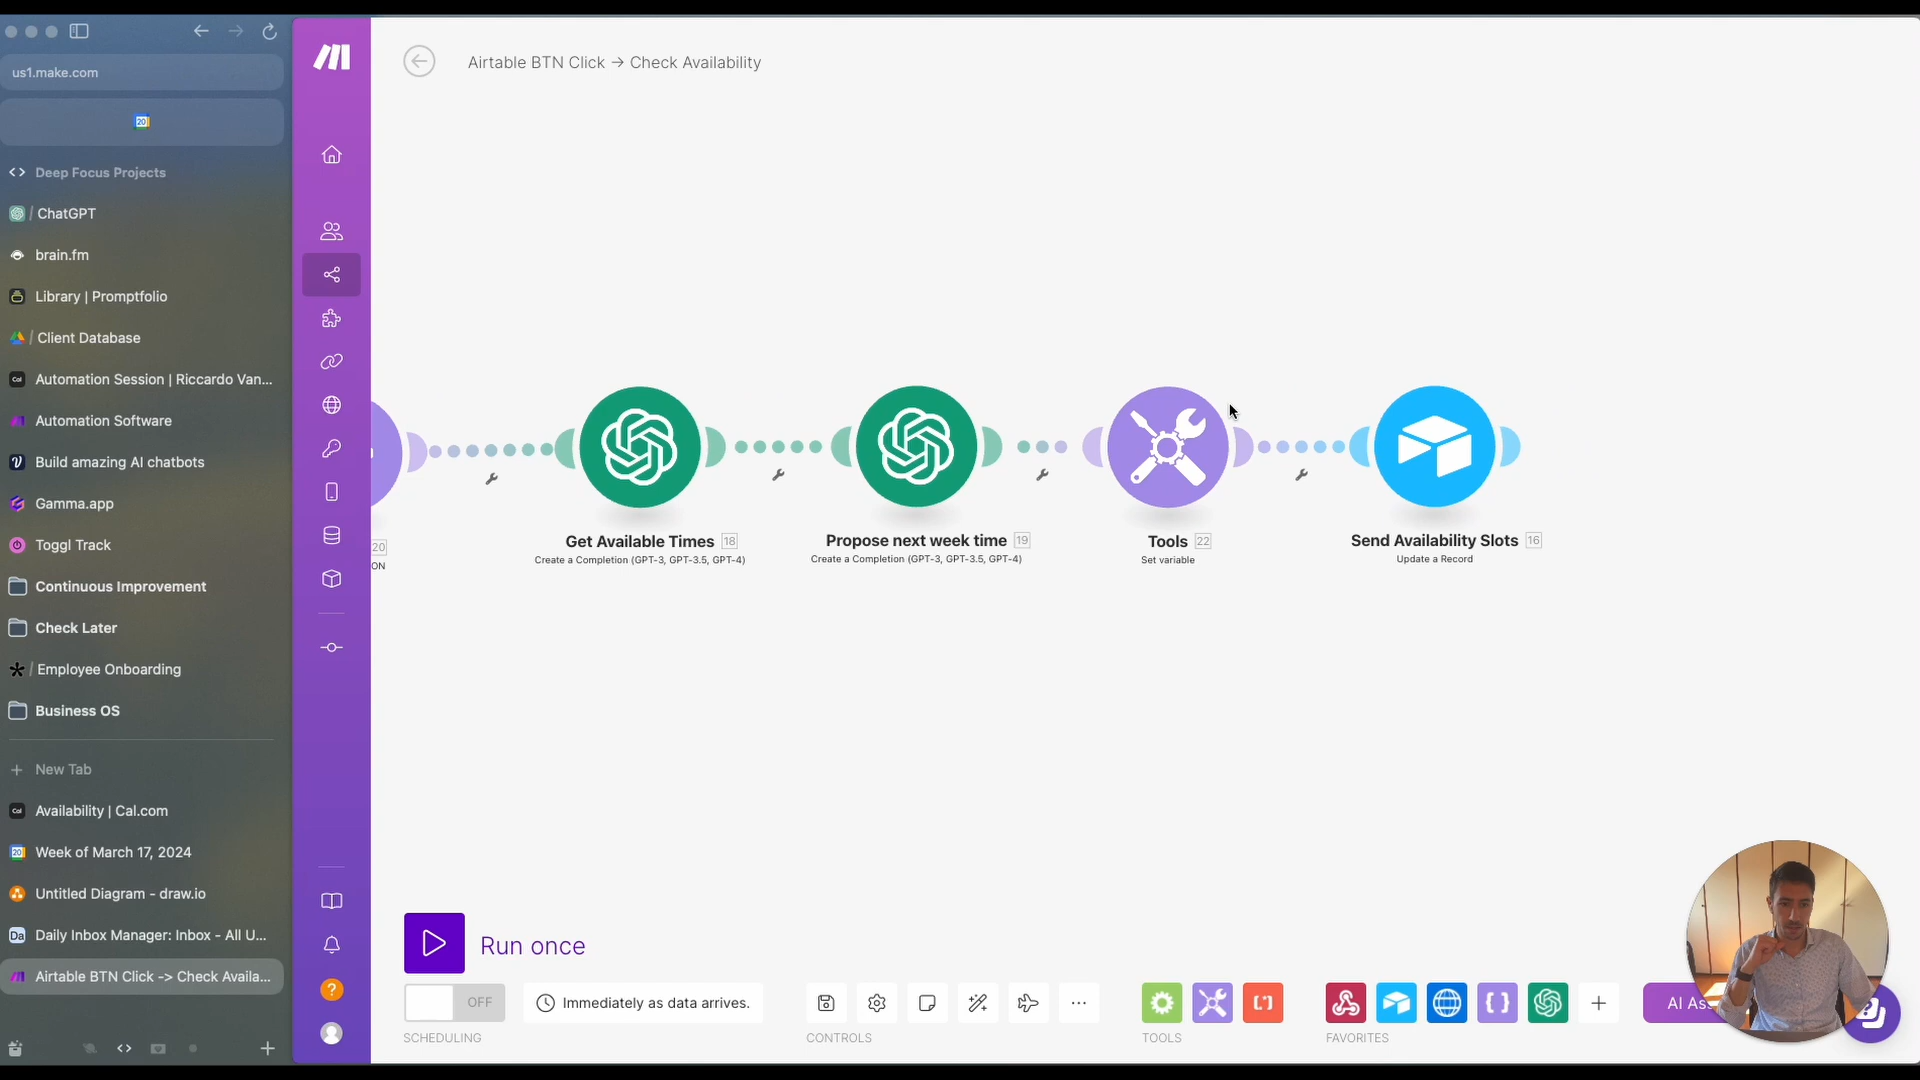 us1.make.com
20
Deep Focus Projects
/ ChatGPT
brain.fm
Library | Promptfolio
/ Client Database
Cal Automation Session | Riccardo Van...
Automation Software
Build amazing AI chatbots
Gamma.app
Toggl Track
Continuous Improvement
Check Later
/ Employee Onboarding
Business OS
+ New Tab
Cal Availability | Cal.com
20 Week of March 17, 2024
Untitled Diagram - draw.io
Da Daily Inbox Manager: Inbox - All U...
Airtable BTN Click -> Check Availa...
Airtable BTN Click → Check Availability
20
ON
Get Available Times 18
Create a Completion (GPT-3, GPT-3.5, GPT-4)
Propose next week time 19
Create a Completion (GPT-3, GPT-3.5, GPT-4)
Tools 22
Set variable
Send Availability Slots 16
Update a Record
Run once
OFF
Immediately as data arrives.
SCHEDULING
CONTROLS
TOOLS
FAVORITES
AI As